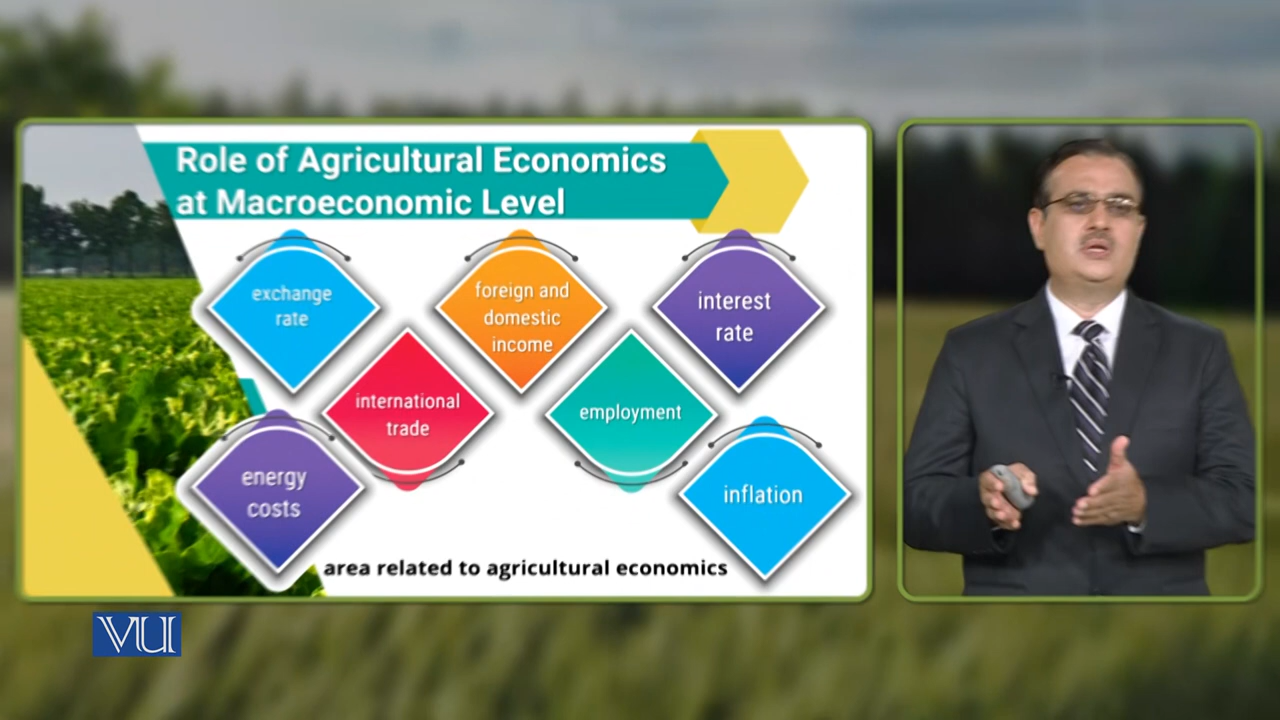 Role of Agricultural Economics
at Macroeconomic Level
exchange
rate
foreign and
domestic
income
interest
rate
international
trade
employment
energy
costs
inflation
area related to agricultural economics
VU